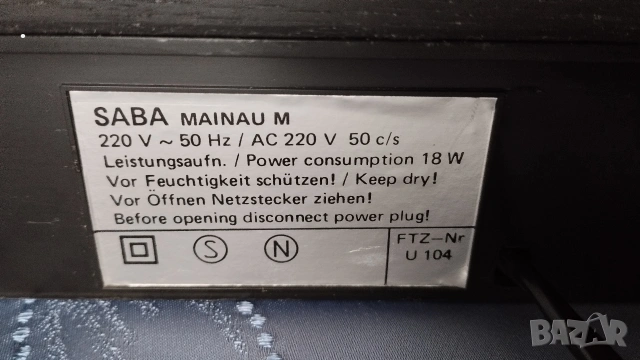 SABA MAINAU M
220 V ~ 50 Hz / AC 220 V 50 c/s
Leistungsaufn. / Power consumption 18 W
Vor Feuchtigkeit schützen! / Keep dry!
Vor Öffnen Netzstecker ziehen!
Before opening disconnect power plug!
S N
FTZ–Nr
U 104
BAZAR